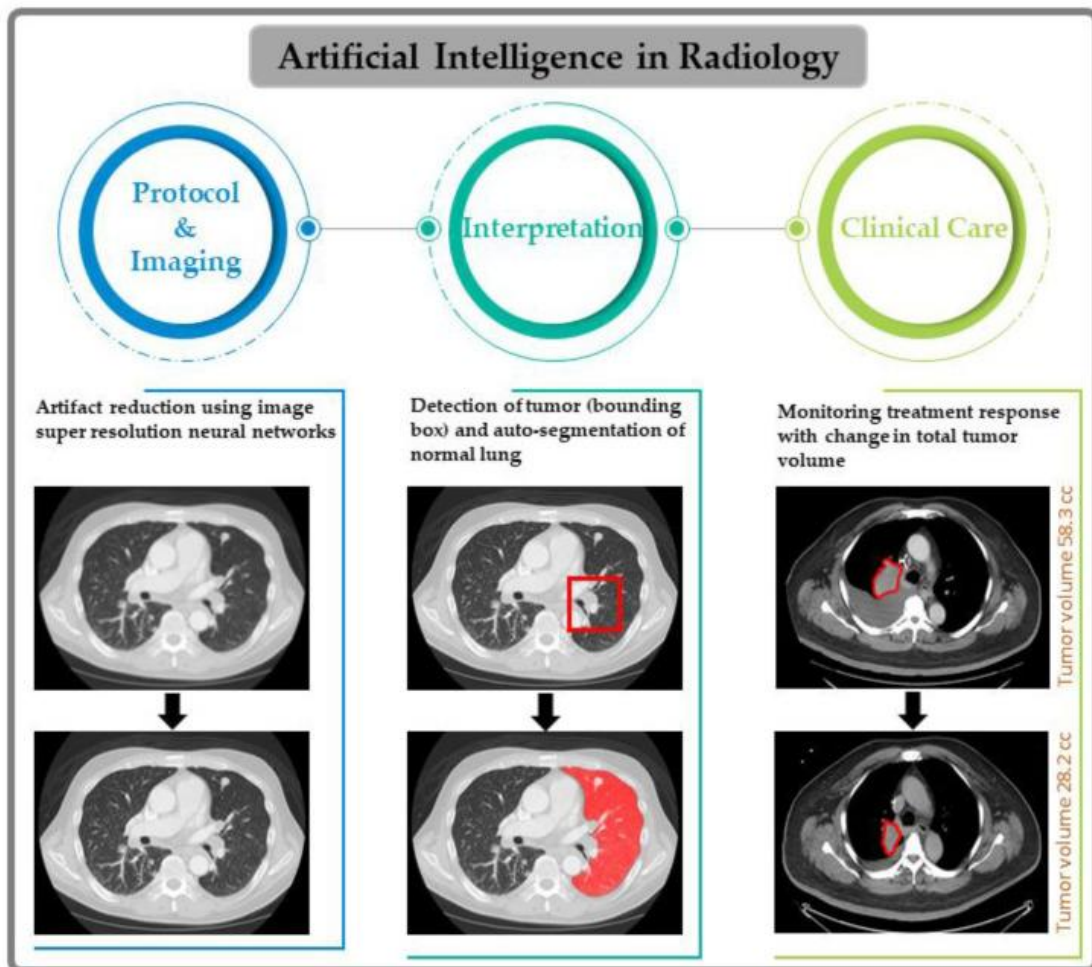 Artificial Intelligence in Radiology
Protocol
&
Imaging
Interpretation
Clinical Care
Artifact reduction using image
super resolution neural networks
Detection of tumor (bounding
box) and auto-segmentation of
normal lung
Monitoring treatment response
with change in total tumor
volume
Tumor volume 58.3 cc
Tumor volume 28.2 cc